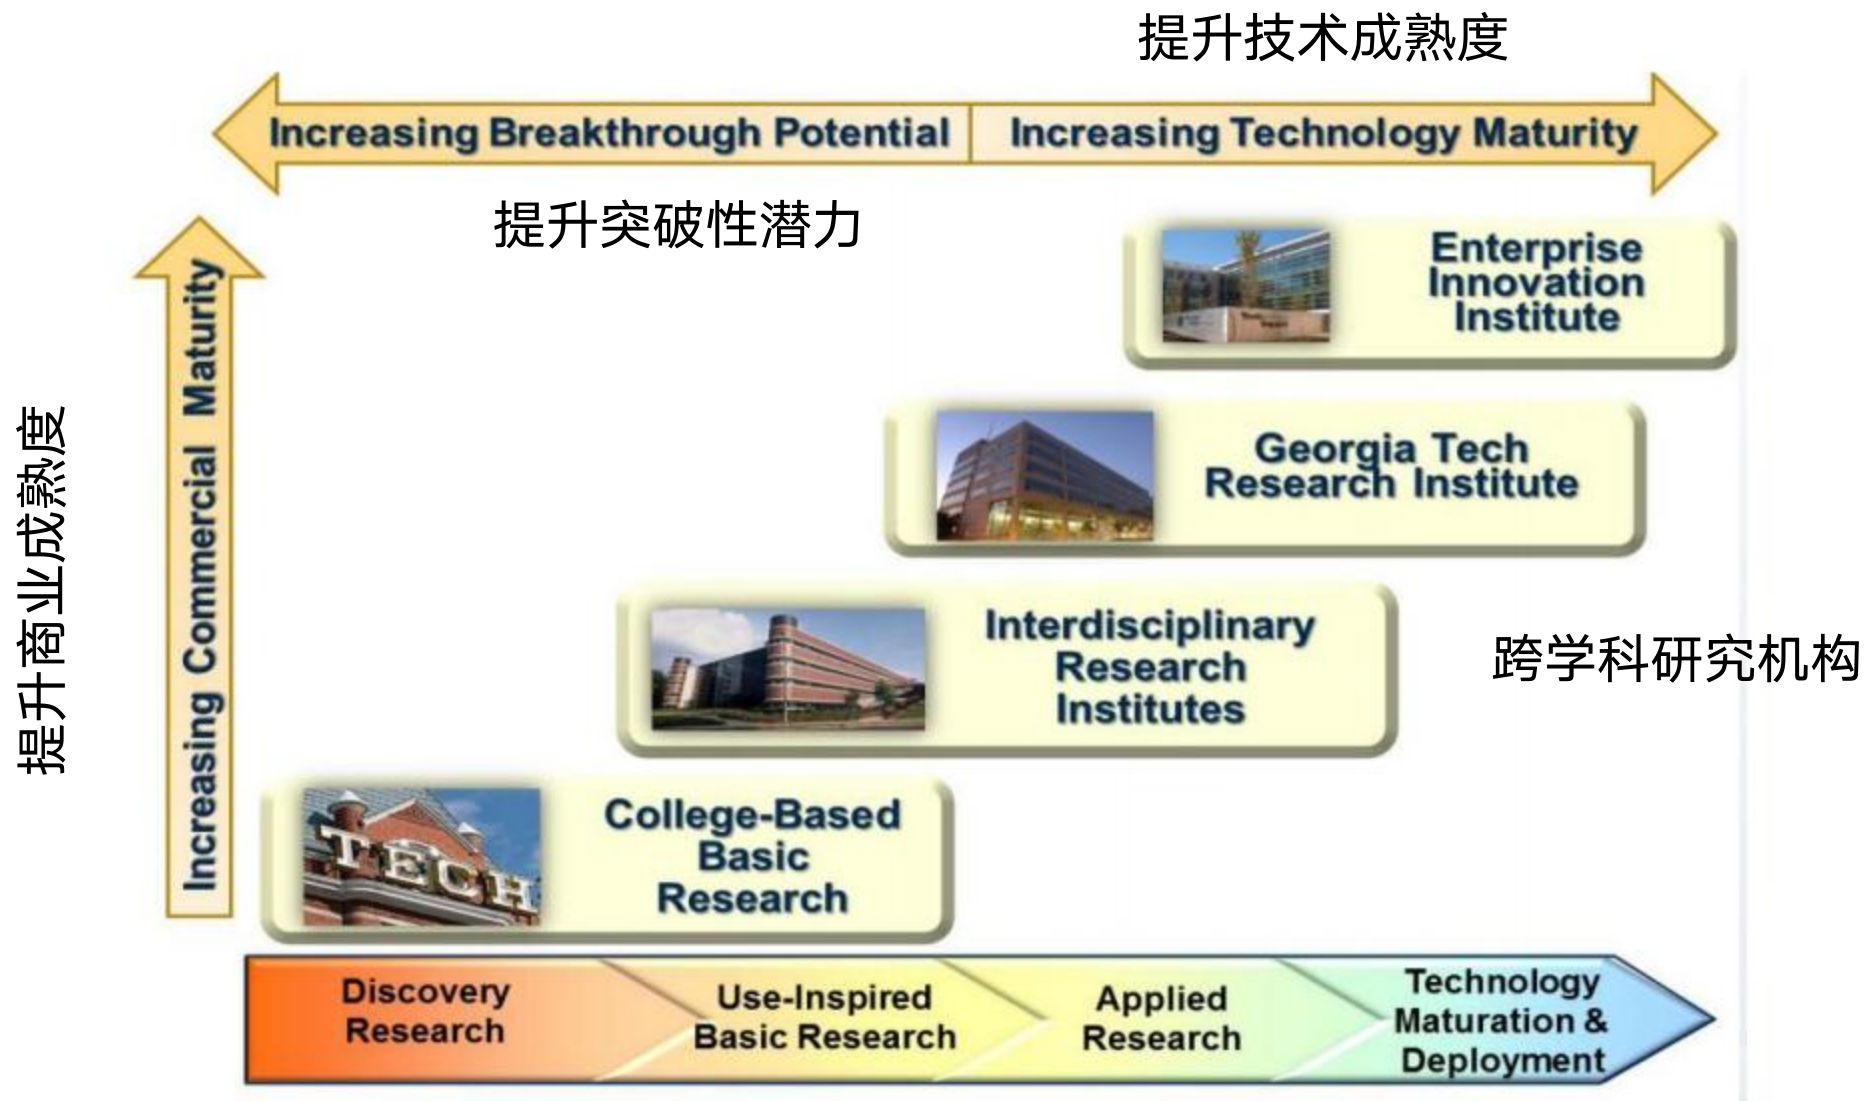 提升技术成熟度
Increasing Breakthrough Potential
Increasing Technology Maturity
提升突破性潜力
提升商业成熟度
Increasing Commercial Maturity
Enterprise
Innovation
Institute
Georgia Tech
Research Institute
Interdisciplinary
Research
Institutes
跨学科研究机构
TECH
College-Based
Basic
Research
Discovery
Research
Use-Inspired
Basic Research
Applied
Research
Technology
Maturation &
Deployment